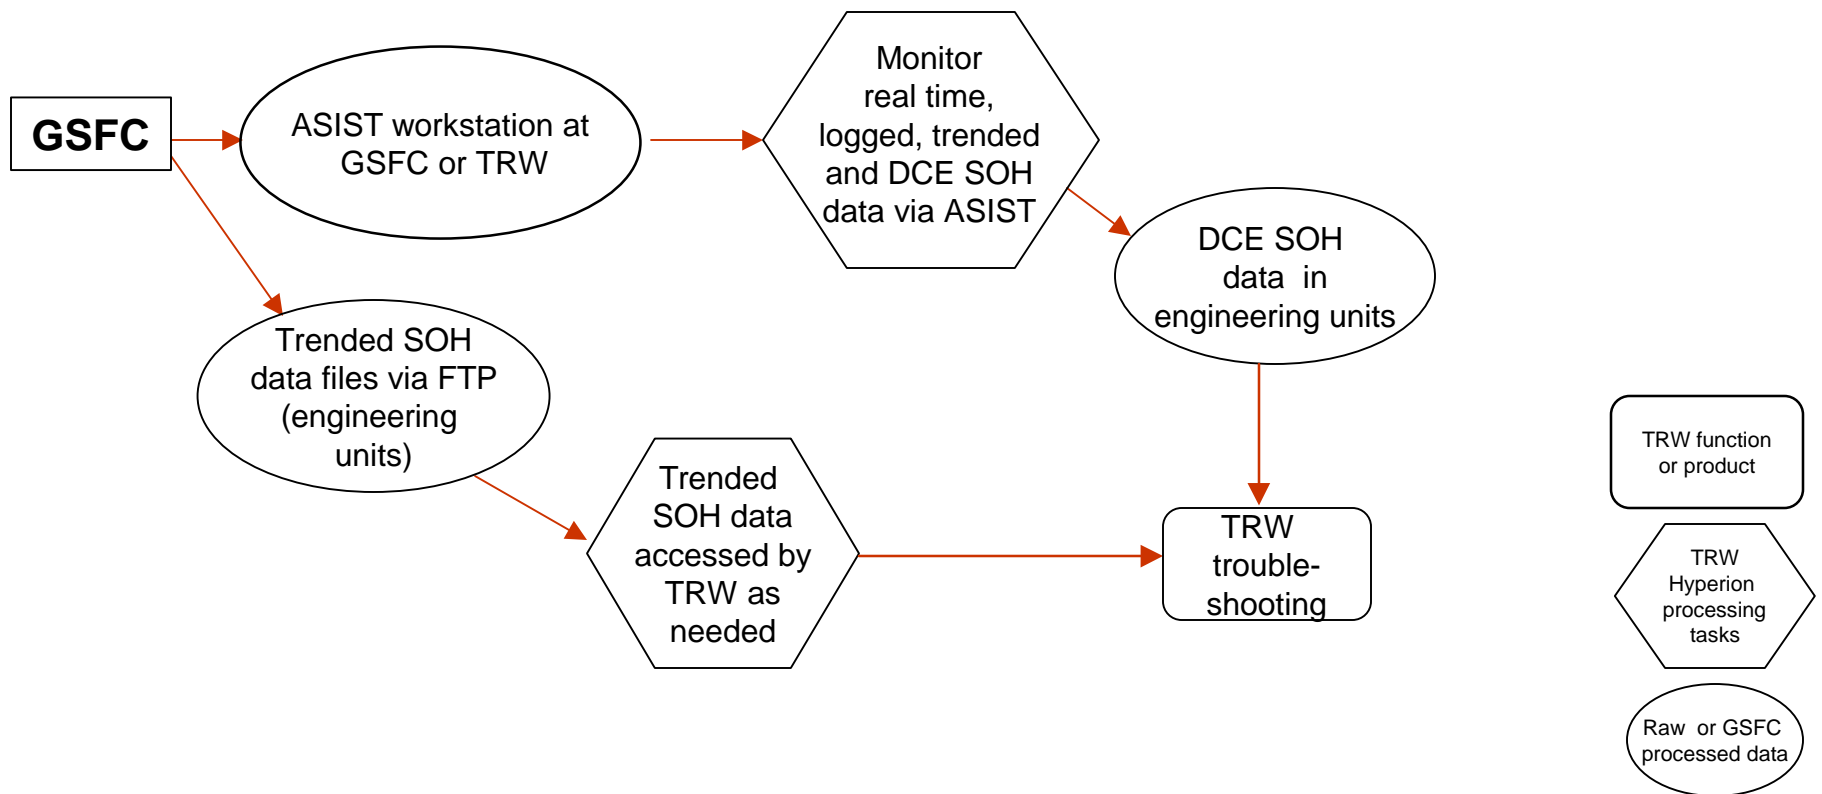 GSFC
ASIST workstation at
GSFC or TRW
Monitor
real time,
logged, trended
and DCE SOH
data via ASIST
DCE SOH
data in
engineering units
Trended SOH
data files via FTP
(engineering
units)
Trended
SOH data
accessed by
TRW as
needed
TRW
trouble-
shooting
TRW function
or product
TRW
Hyperion
processing
tasks
Raw or GSFC
processed data